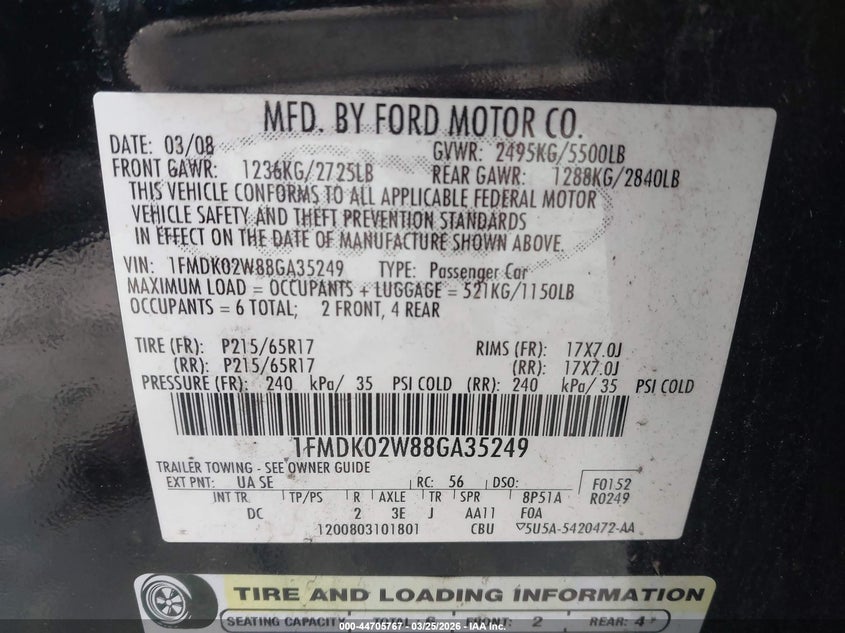 MFD. BY FORD MOTOR CO.
DATE: 03/08 GVWR: 2495KG/5500LB
FRONT GAWR: 1236KG/2725LB REAR GAWR: 1288KG/2840LB
THIS VEHICLE CONFORMS TO ALL APPLICABLE FEDERAL MOTOR
VEHICLE SAFETY AND THEFT PREVENTION STANDARDS
IN EFFECT ON THE DATE OF MANUFACTURE SHOWN ABOVE.
VIN: 1FMDK02W88GA35249 TYPE: Passenger Car
MAXIMUM LOAD = OCCUPANTS + LUGGAGE = 521KG/1150LB
OCCUPANTS = 6 TOTAL; 2 FRONT, 4 REAR
TIRE (FR): P215/65R17 RIMS (FR): 17X7.0J
(RR): P215/65R17 (RR): 17X7.0J
PRESSURE (FR): 240 kPa/ 35 PSI COLD (RR): 240 kPa/ 35 PSI COLD
1FMDK02W88GA35249
TRAILER TOWING - SEE OWNER GUIDE
EXT PNT: UA SE RC: 56 DSO: F0152
INT TR TP/PS R AXLE TR SPR 8P51A R0249
DC 2 3E J AA11 F0A
1200803101801 CBU 5U5A-5420472-AA
TIRE AND LOADING INFORMATION
SEATING CAPACITY TOTAL: 6 FRONT: 2 REAR: 4
000-44705767 - 03/25/2026 - IAA Inc.